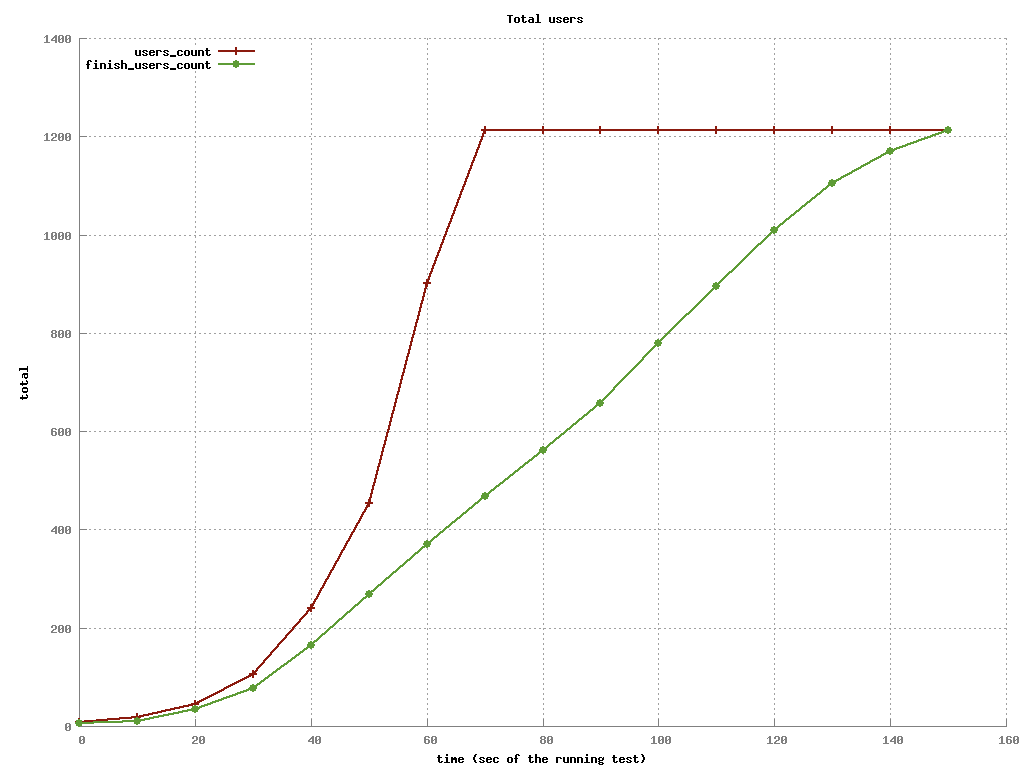 Total users
users_count
finish_users_count
1400
1200
1000
800
600
400
200
0
total
0 20 40 60 80 100 120 140 160
time (sec of the running test)